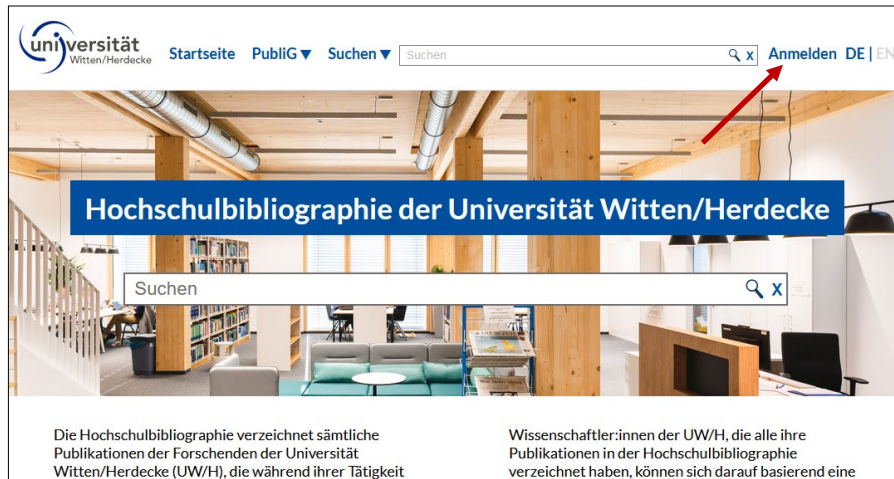 universität
Witten/Herdecke
Startseite PubliG ▼ Suchen ▼ Suchen x Anmelden DE | EN
Hochschulbibliographie der Universität Witten/Herdecke
Suchen x
Die Hochschulbibliographie verzeichnet sämtliche
Publikationen der Forschenden der Universität
Witten/Herdecke (UW/H), die während ihrer Tätigkeit
Wissenschaftler:innen der UW/H, die alle ihre
Publikationen in der Hochschulbibliographie
verzeichnet haben, können sich darauf basierend eine